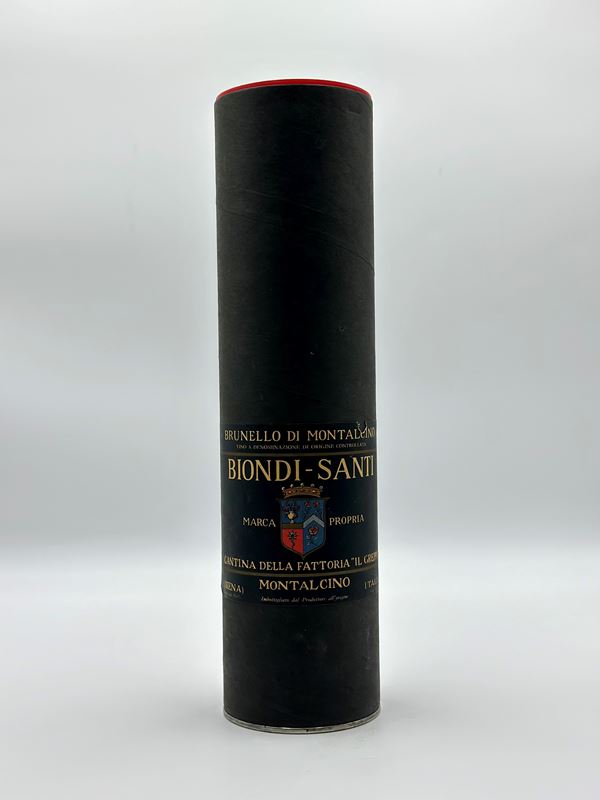 BRUNELLO DI MONTALCINO
VINO A DENOMINAZIONE DI ORIGINE CONTROLLATA
BIONDI-SANTI
MARCA PROPRIA
CANTINA DELLA FATTORIA "IL GREPPO
(SIENA) MONTALCINO ITAL
Imbottigliato dal Produttore all'origine